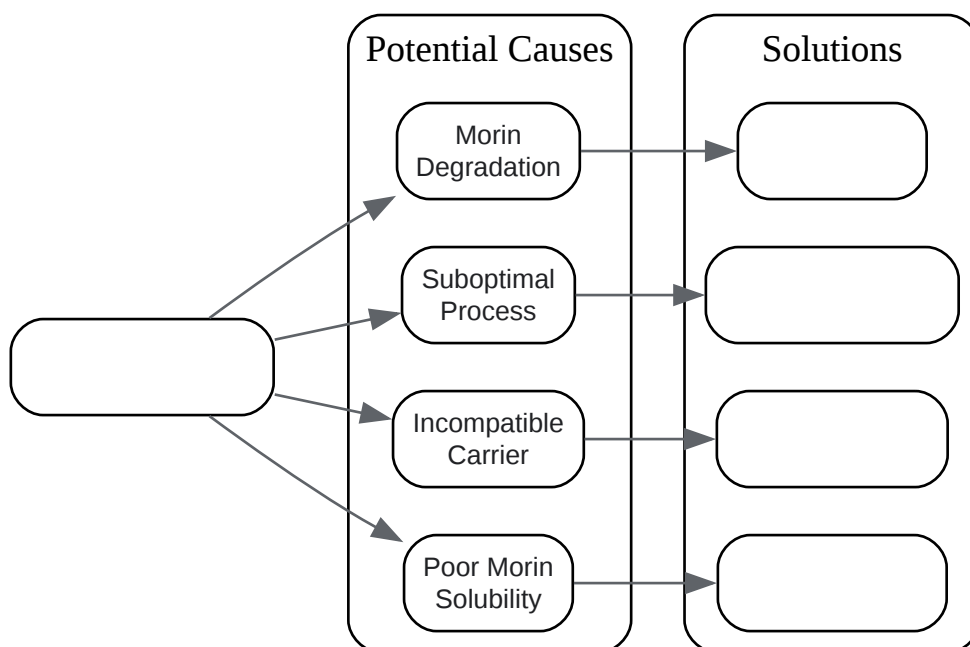 Potential Causes
Solutions
Morin
Degradation
Suboptimal
Process
Incompatible
Carrier
Poor Morin
Solubility